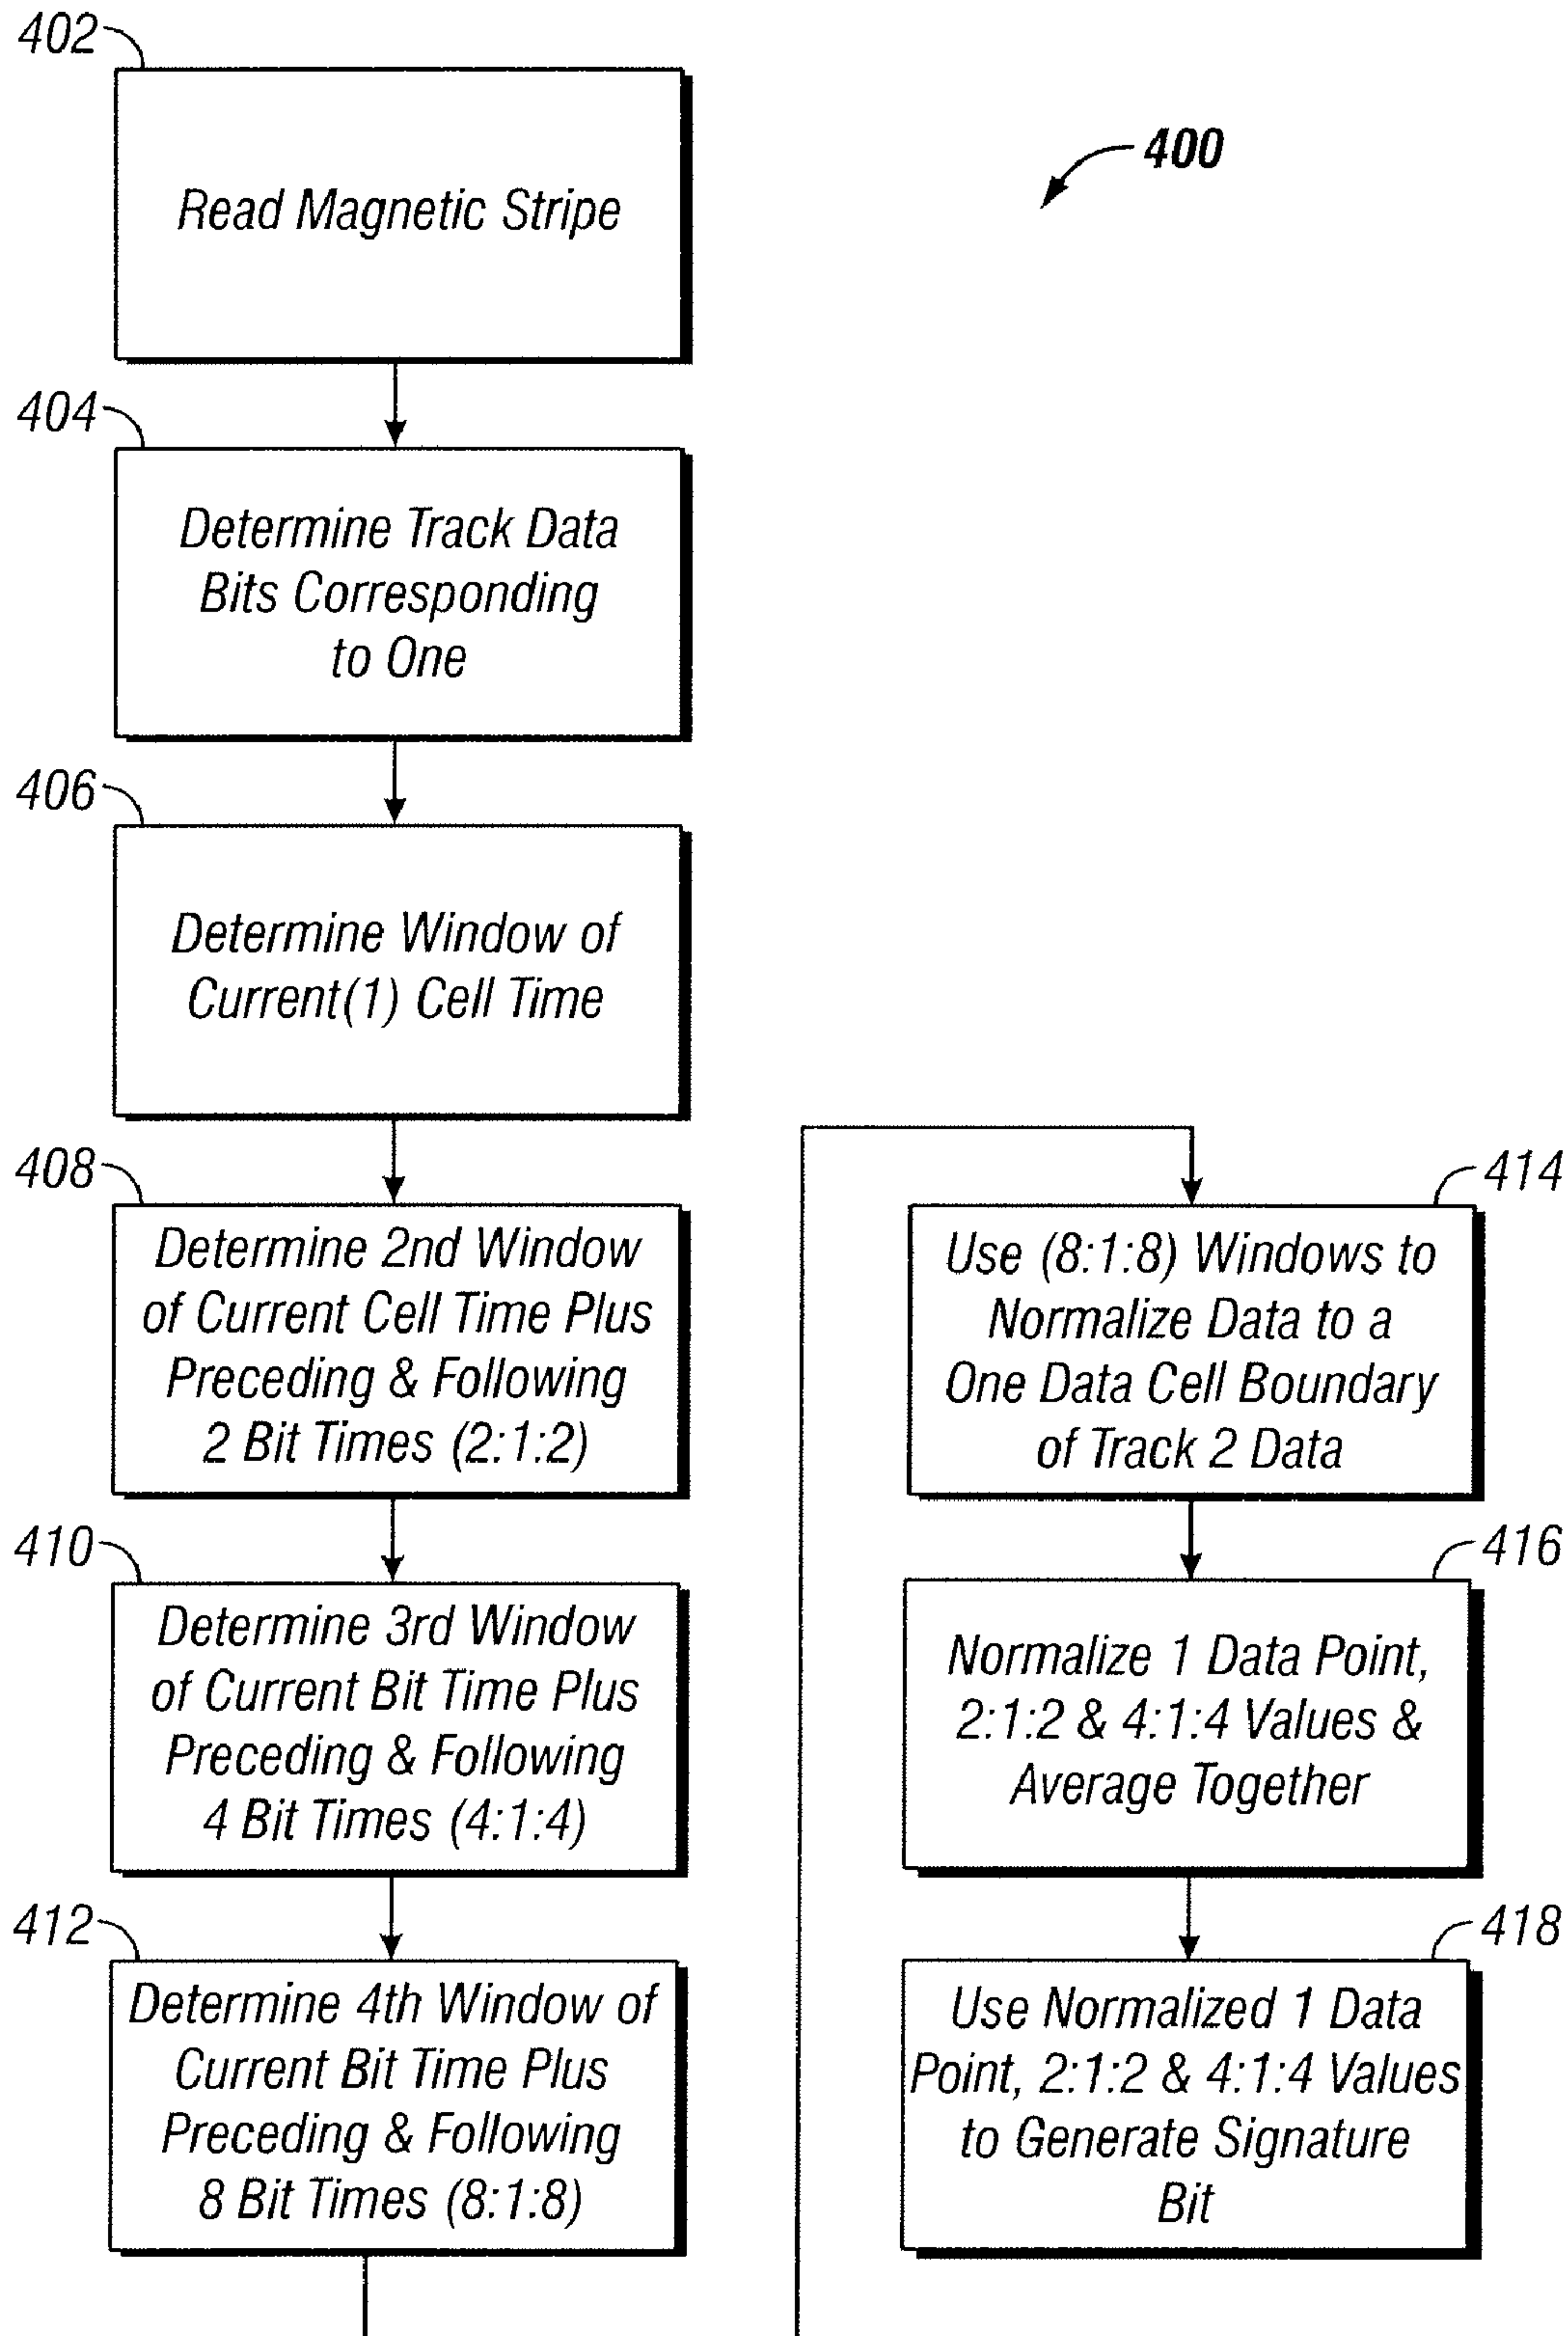 402
Read Magnetic Stripe
400
404
Determine Track Data
Bits Corresponding
to One
406
Determine Window of
Current(1) Cell Time
408
Determine 2nd Window
of Current Cell Time Plus
Preceding & Following
2 Bit Times (2:1:2)
410
Determine 3rd Window
of Current Bit Time Plus
Preceding & Following
4 Bit Times (4:1:4)
412
Determine 4th Window of
Current Bit Time Plus
Preceding & Following
8 Bit Times (8:1:8)
414
Use (8:1:8) Windows to
Normalize Data to a
One Data Cell Boundary
of Track 2 Data
416
Normalize 1 Data Point,
2:1:2 & 4:1:4 Values &
Average Together
418
Use Normalized 1 Data
Point, 2:1:2 & 4:1:4 Values
to Generate Signature
Bit